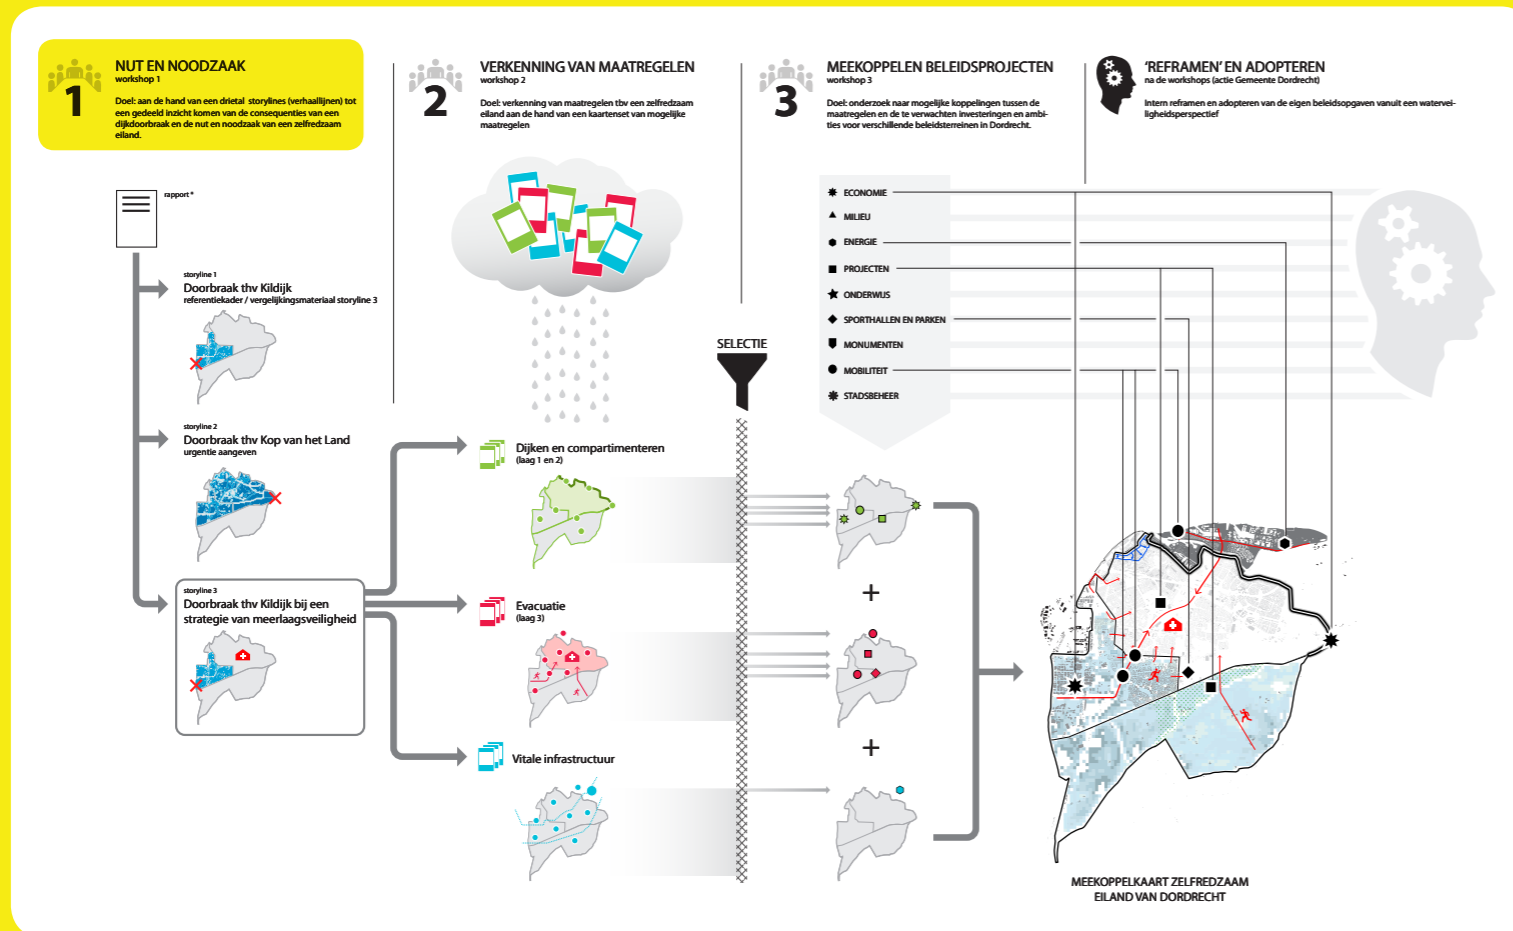 1
NUT EN NOODZAAK
workshop 1
Doel: aan de hand van een drietal storylines (verhaallijnen) tot
een gedeeld inzicht komen van de consequenties van een
dijkdoorbraak en de nut en noodzaak van een zelfredzaam
eiland.
2
VERKENNING VAN MAATREGELEN
workshop 2
Doel: verkenning van maatregelen tbv een zelfredzaam
eiland aan de hand van een kaartenset van mogelijke
maatregelen
3
MEEKOPPELEN BELEIDSPROJECTEN
workshop 3
Doel: onderzoek naar mogelijke koppelingen tussen de
maatregelen en de te verwachten investeringen en ambi-
ties voor verschillende beleidsterreinen in Dordrecht.
'REFRAMEN' EN ADOPTEREN
na de workshops (actie Gemeente Dordrecht)
Intern reframen en adopteren van de eigen beleidsopgaven vanuit een watervei-
ligheidsperspectief
rapport *
storyline 1
Doorbraak thv Kildijk
referentiekader / vergelijkingsmateriaal storyline 3
storyline 2
Doorbraak thv Kop van het Land
urgentie aangeven
storyline 3
Doorbraak thv Kildijk bij een
strategie van meerlaagsveiligheid
Dijken en compartimenteren
(laag 1 en 2)
Evacuatie
(laag 3)
Vitale infrastructuur
SELECTIE
ECONOMIE
MILIEU
ENERGIE
PROJECTEN
ONDERWIJS
SPORTHALLEN EN PARKEN
MONUMENTEN
MOBILITEIT
STADSBEHEER
+
+
MEEKOPPELKAART ZELFREDZAAM
EILAND VAN DORDRECHT